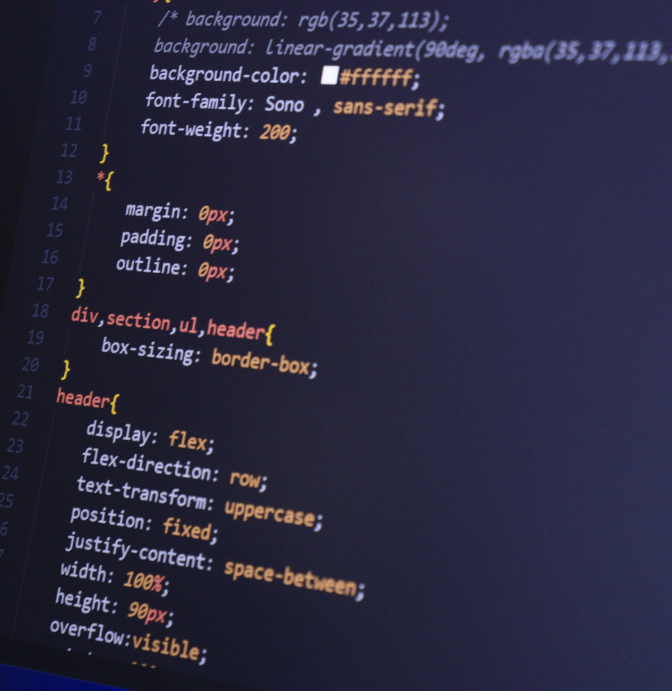 7 /* background: rgb(35,37,113);
8 background: linear-gradient(90deg, rgba(35,37,113,
9 background-color: #ffffff;
10 font-family: Sono , sans-serif;
11 font-weight: 200;
12 }
13 *{
14 margin: 0px;
15 padding: 0px;
16 outline: 0px;
17 }
18 div,section,ul,header{
19 box-sizing: border-box;
20 }
21 header{
22 display: flex;
23 flex-direction: row;
24 text-transform: uppercase;
25 position: fixed;
6 justify-content: space-between;
7 width: 100%;
height: 90px;
overflow:visible;